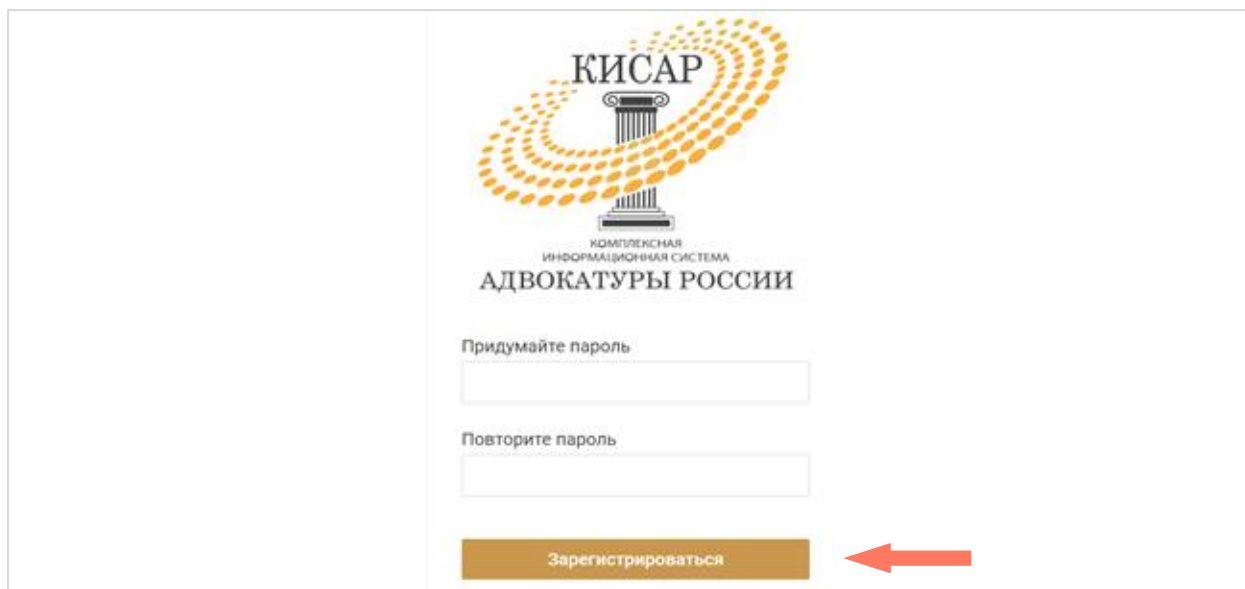 КИСАР
КОМПЛЕКСНАЯ
ИНФОРМАЦИОННАЯ СИСТЕМА
АДВОКАТУРЫ РОССИИ
Придумайте пароль
Повторите пароль
Зарегистрироваться